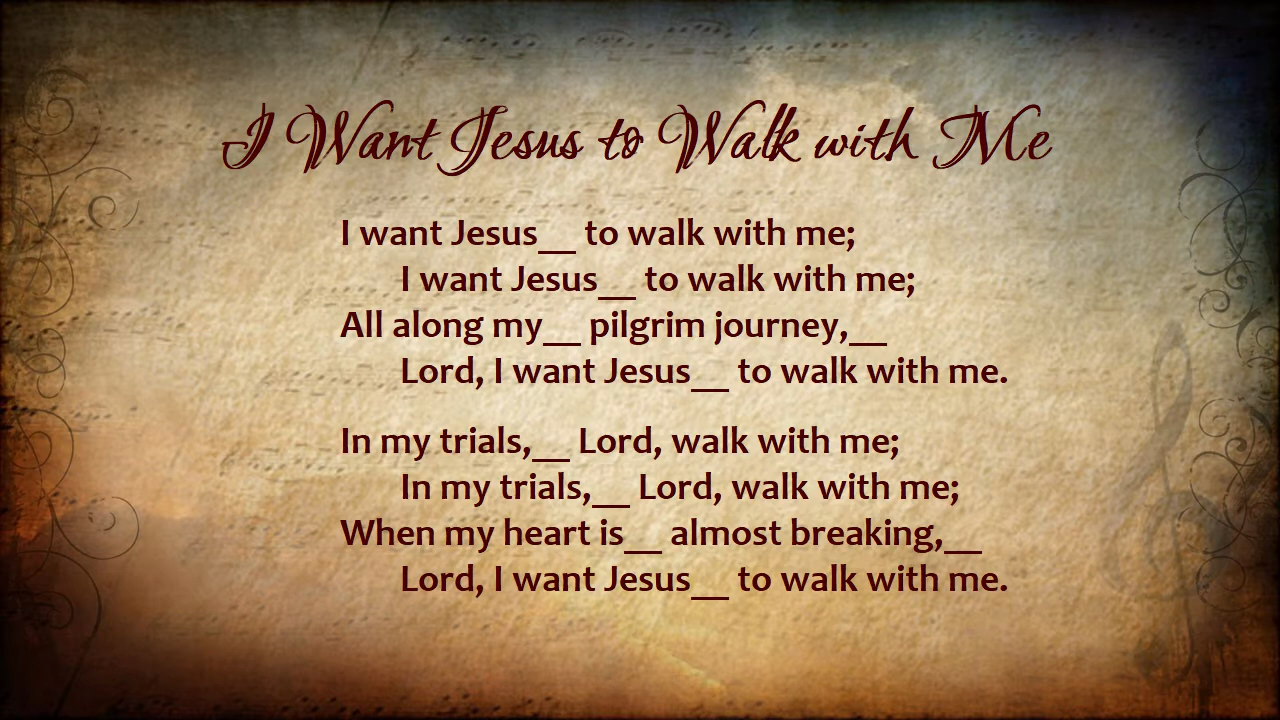 I Want Jesus to Walk with Me
I want Jesus__ to walk with me;
I want Jesus__ to walk with me;
All along my__ pilgrim journey,__
Lord, I want Jesus__ to walk with me.
In my trials,__ Lord, walk with me;
In my trials,__ Lord, walk with me;
When my heart is__ almost breaking,__
Lord, I want Jesus__ to walk with me.